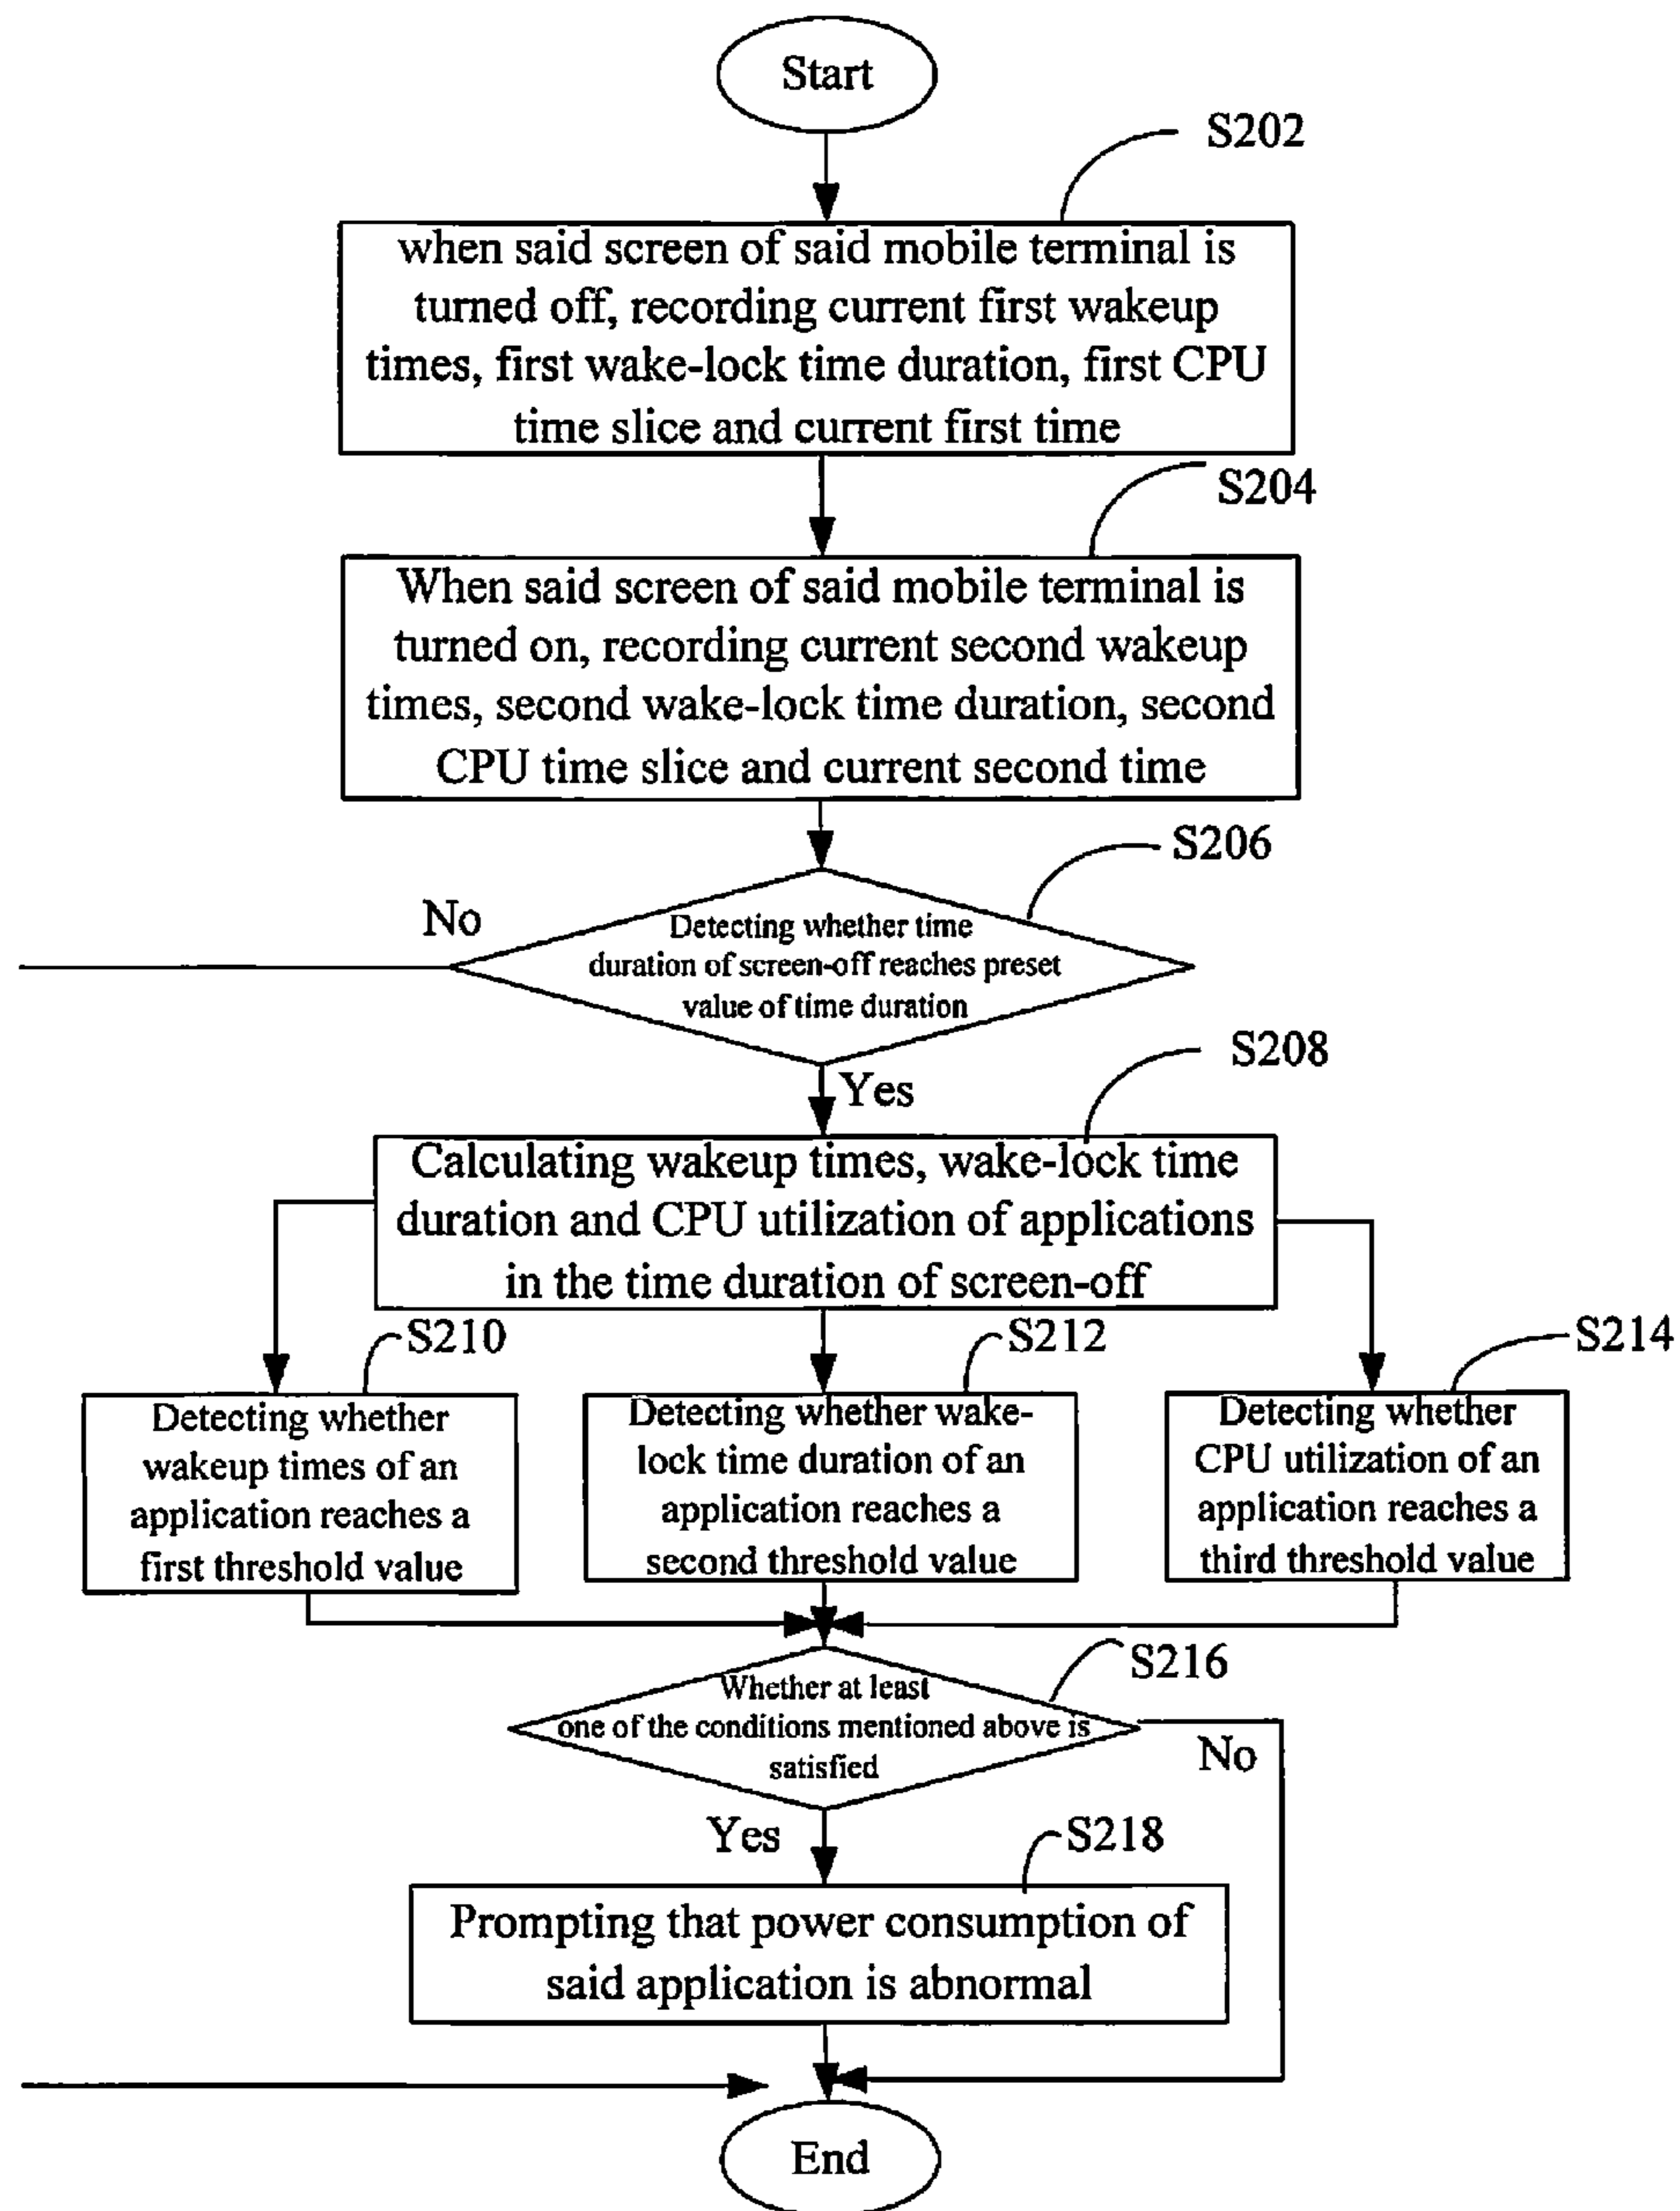 Start
S202
when said screen of said mobile terminal is
turned off, recording current first wakeup
times, first wake-lock time duration, first CPU
time slice and current first time
S204
When said screen of said mobile terminal is
turned on, recording current second wakeup
times, second wake-lock time duration, second
CPU time slice and current second time
S206
No
Detecting whether time
duration of screen-off reaches preset
value of time duration
S208
Yes
Calculating wakeup times, wake-lock time
duration and CPU utilization of applications
in the time duration of screen-off
S210
Detecting whether
wakeup times of an
application reaches a
first threshold value
S212
Detecting whether wake-
lock time duration of an
application reaches a
second threshold value
S214
Detecting whether
CPU utilization of an
application reaches a
third threshold value
S216
Whether at least
one of the conditions mentioned above is
satisfied
No
Yes
S218
Prompting that power consumption of
said application is abnormal
End